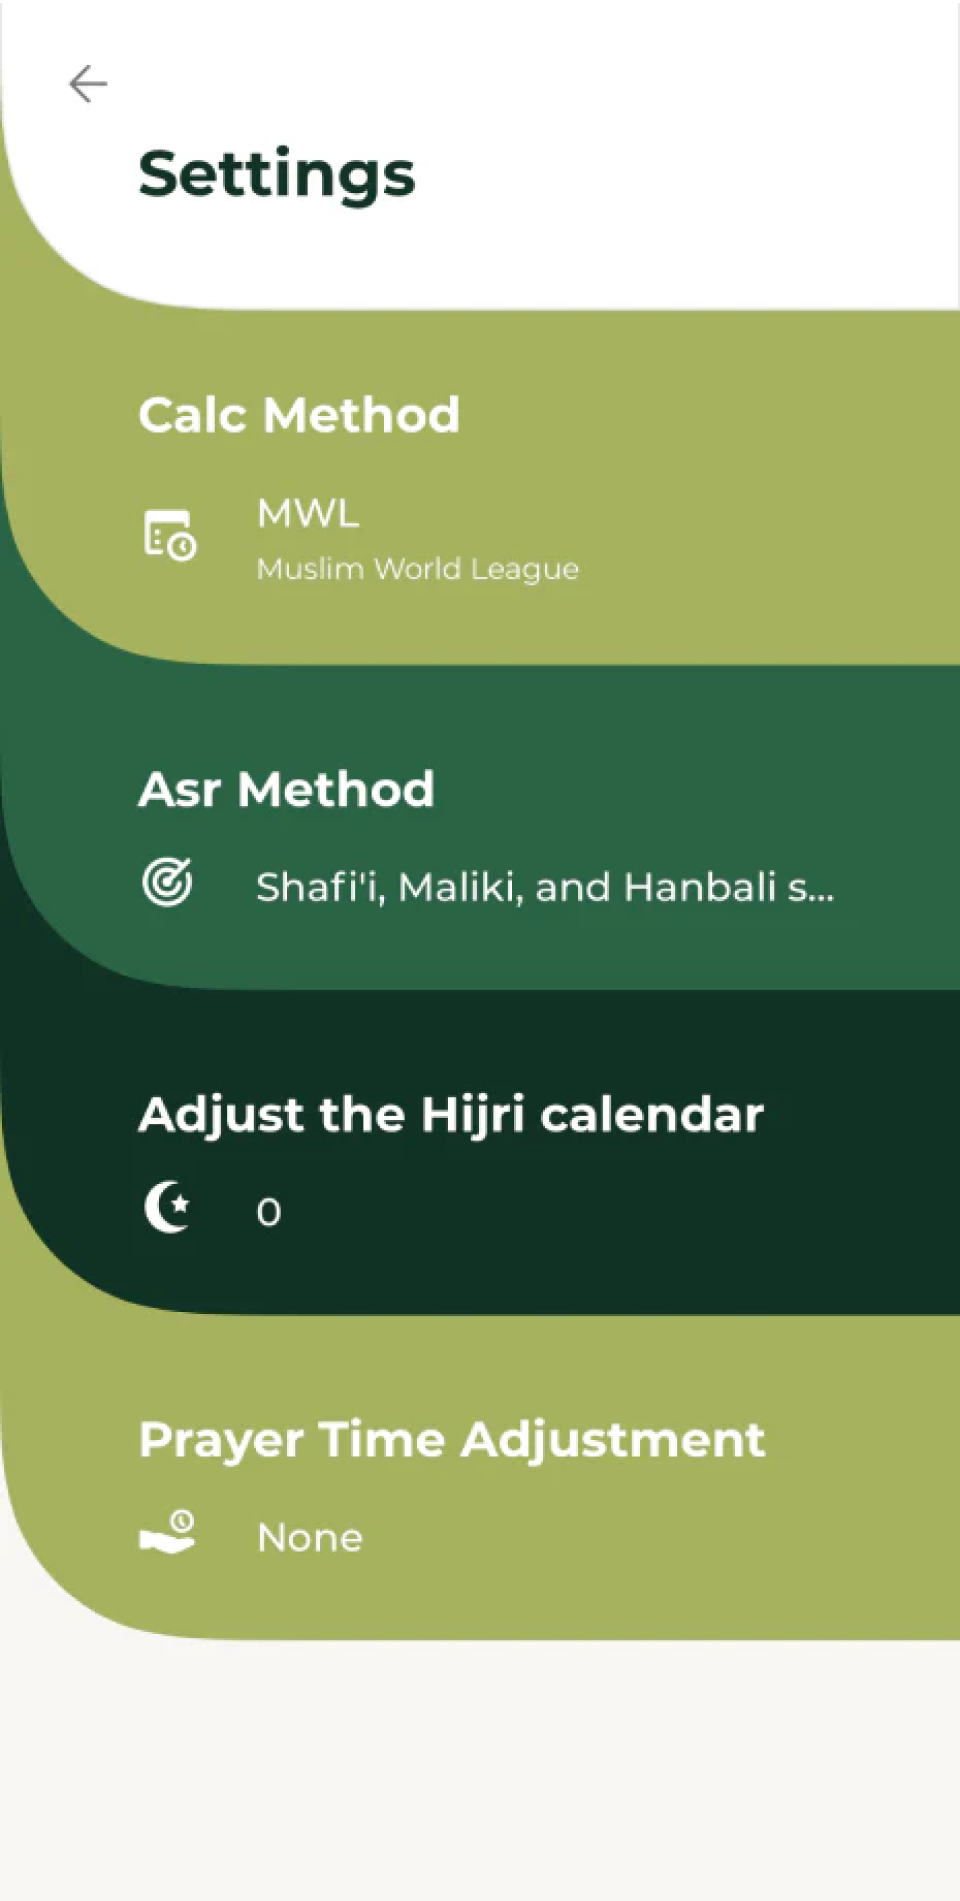 Settings
Calc Method
MWL
Muslim World League
Asr Method
Shafi'i, Maliki, and Hanbali s...
Adjust the Hijri calendar
0
Prayer Time Adjustment
None